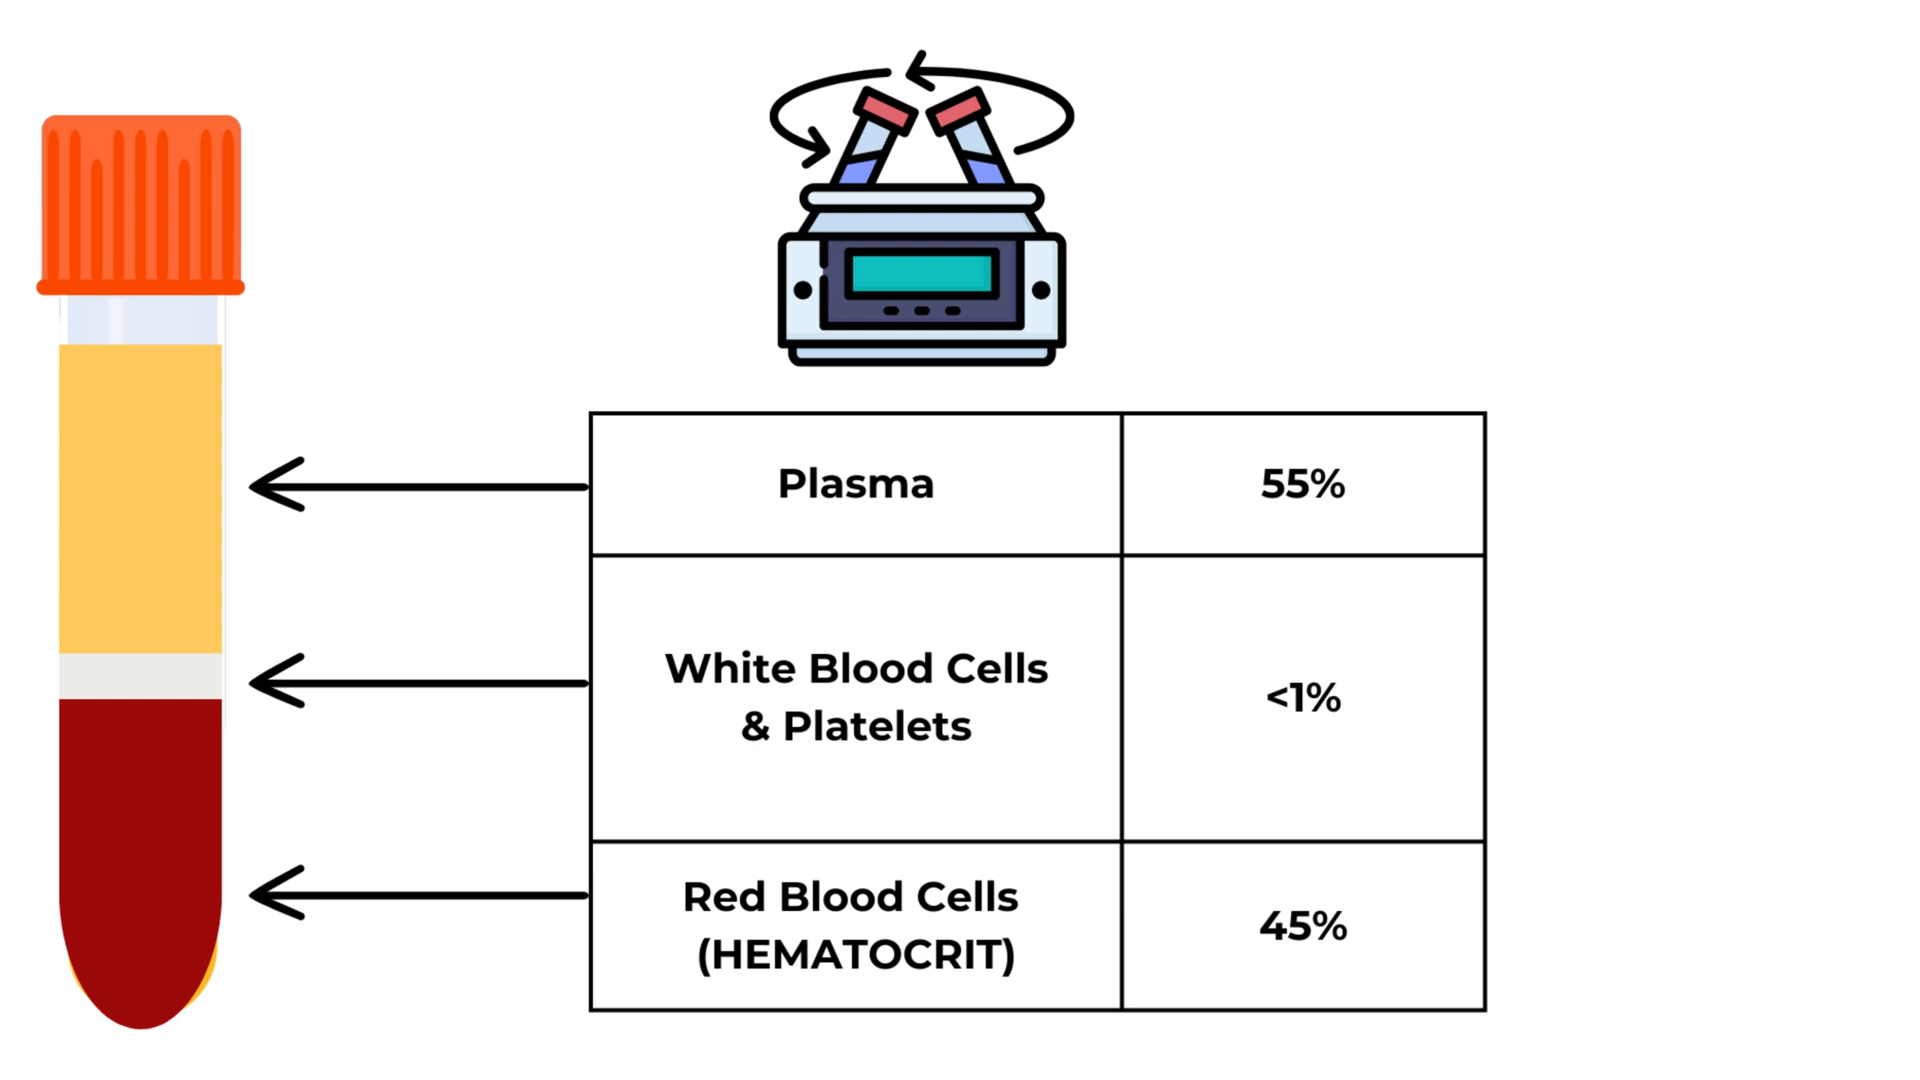 Plasma
55%
White Blood Cells
& Platelets
<1%
Red Blood Cells
(HEMATOCRIT)
45%